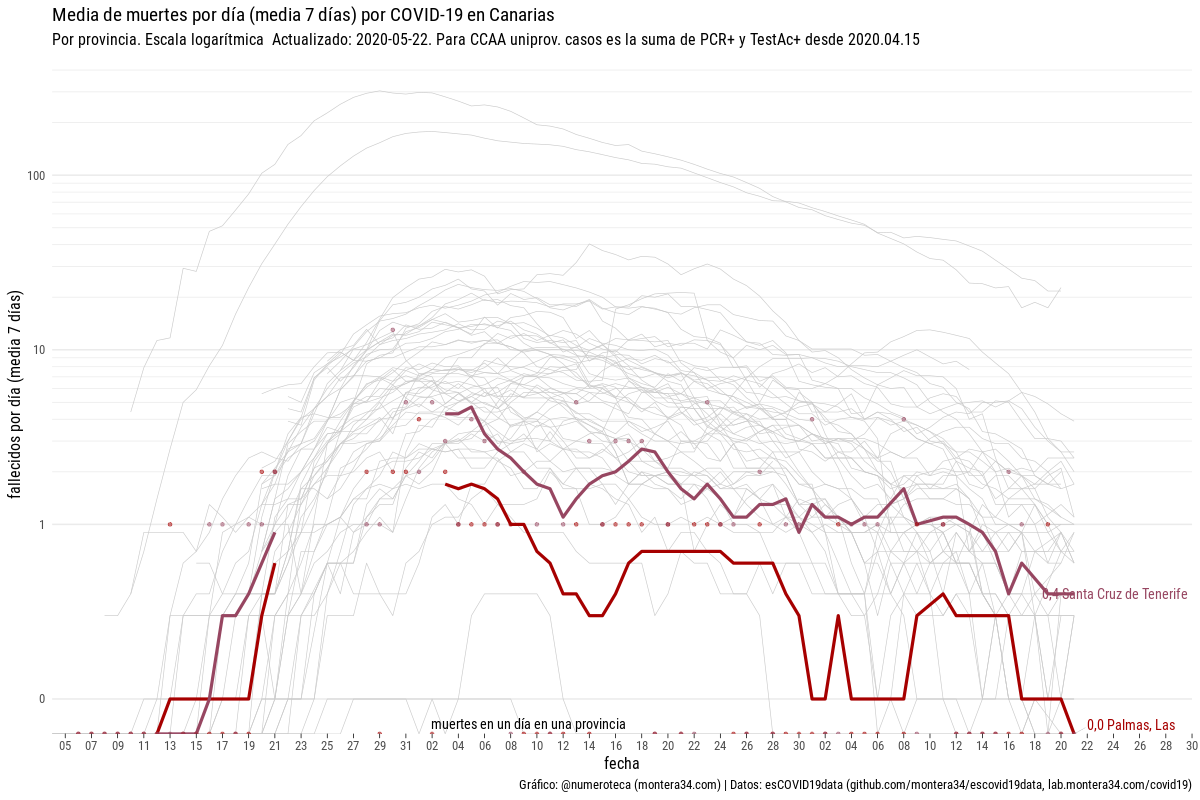 Media de muertes por día (media 7 días) por COVID-19 en Canarias
Por provincia. Escala logarítmica  Actualizado: 2020-05-22. Para CCAA uniprov. casos es la suma de PCR+ y TestAc+ desde 2020.04.15
fallecidos por día (media 7 días)
100
10
1
0
0,4 Santa Cruz de Tenerife
muertes en un día en una provincia
0,0 Palmas, Las
05 07 09 11 13 15 17 19 21 23 25 27 29 31 02 04 06 08 10 12 14 16 18 20 22 24 26 28 30 02 04 06 08 10 12 14 16 18 20 22 24 26 28 30
fecha
Gráfico: @numeroteca (montera34.com) | Datos: esCOVID19data (github.com/montera34/escovid19data, lab.montera34.com/covid19)